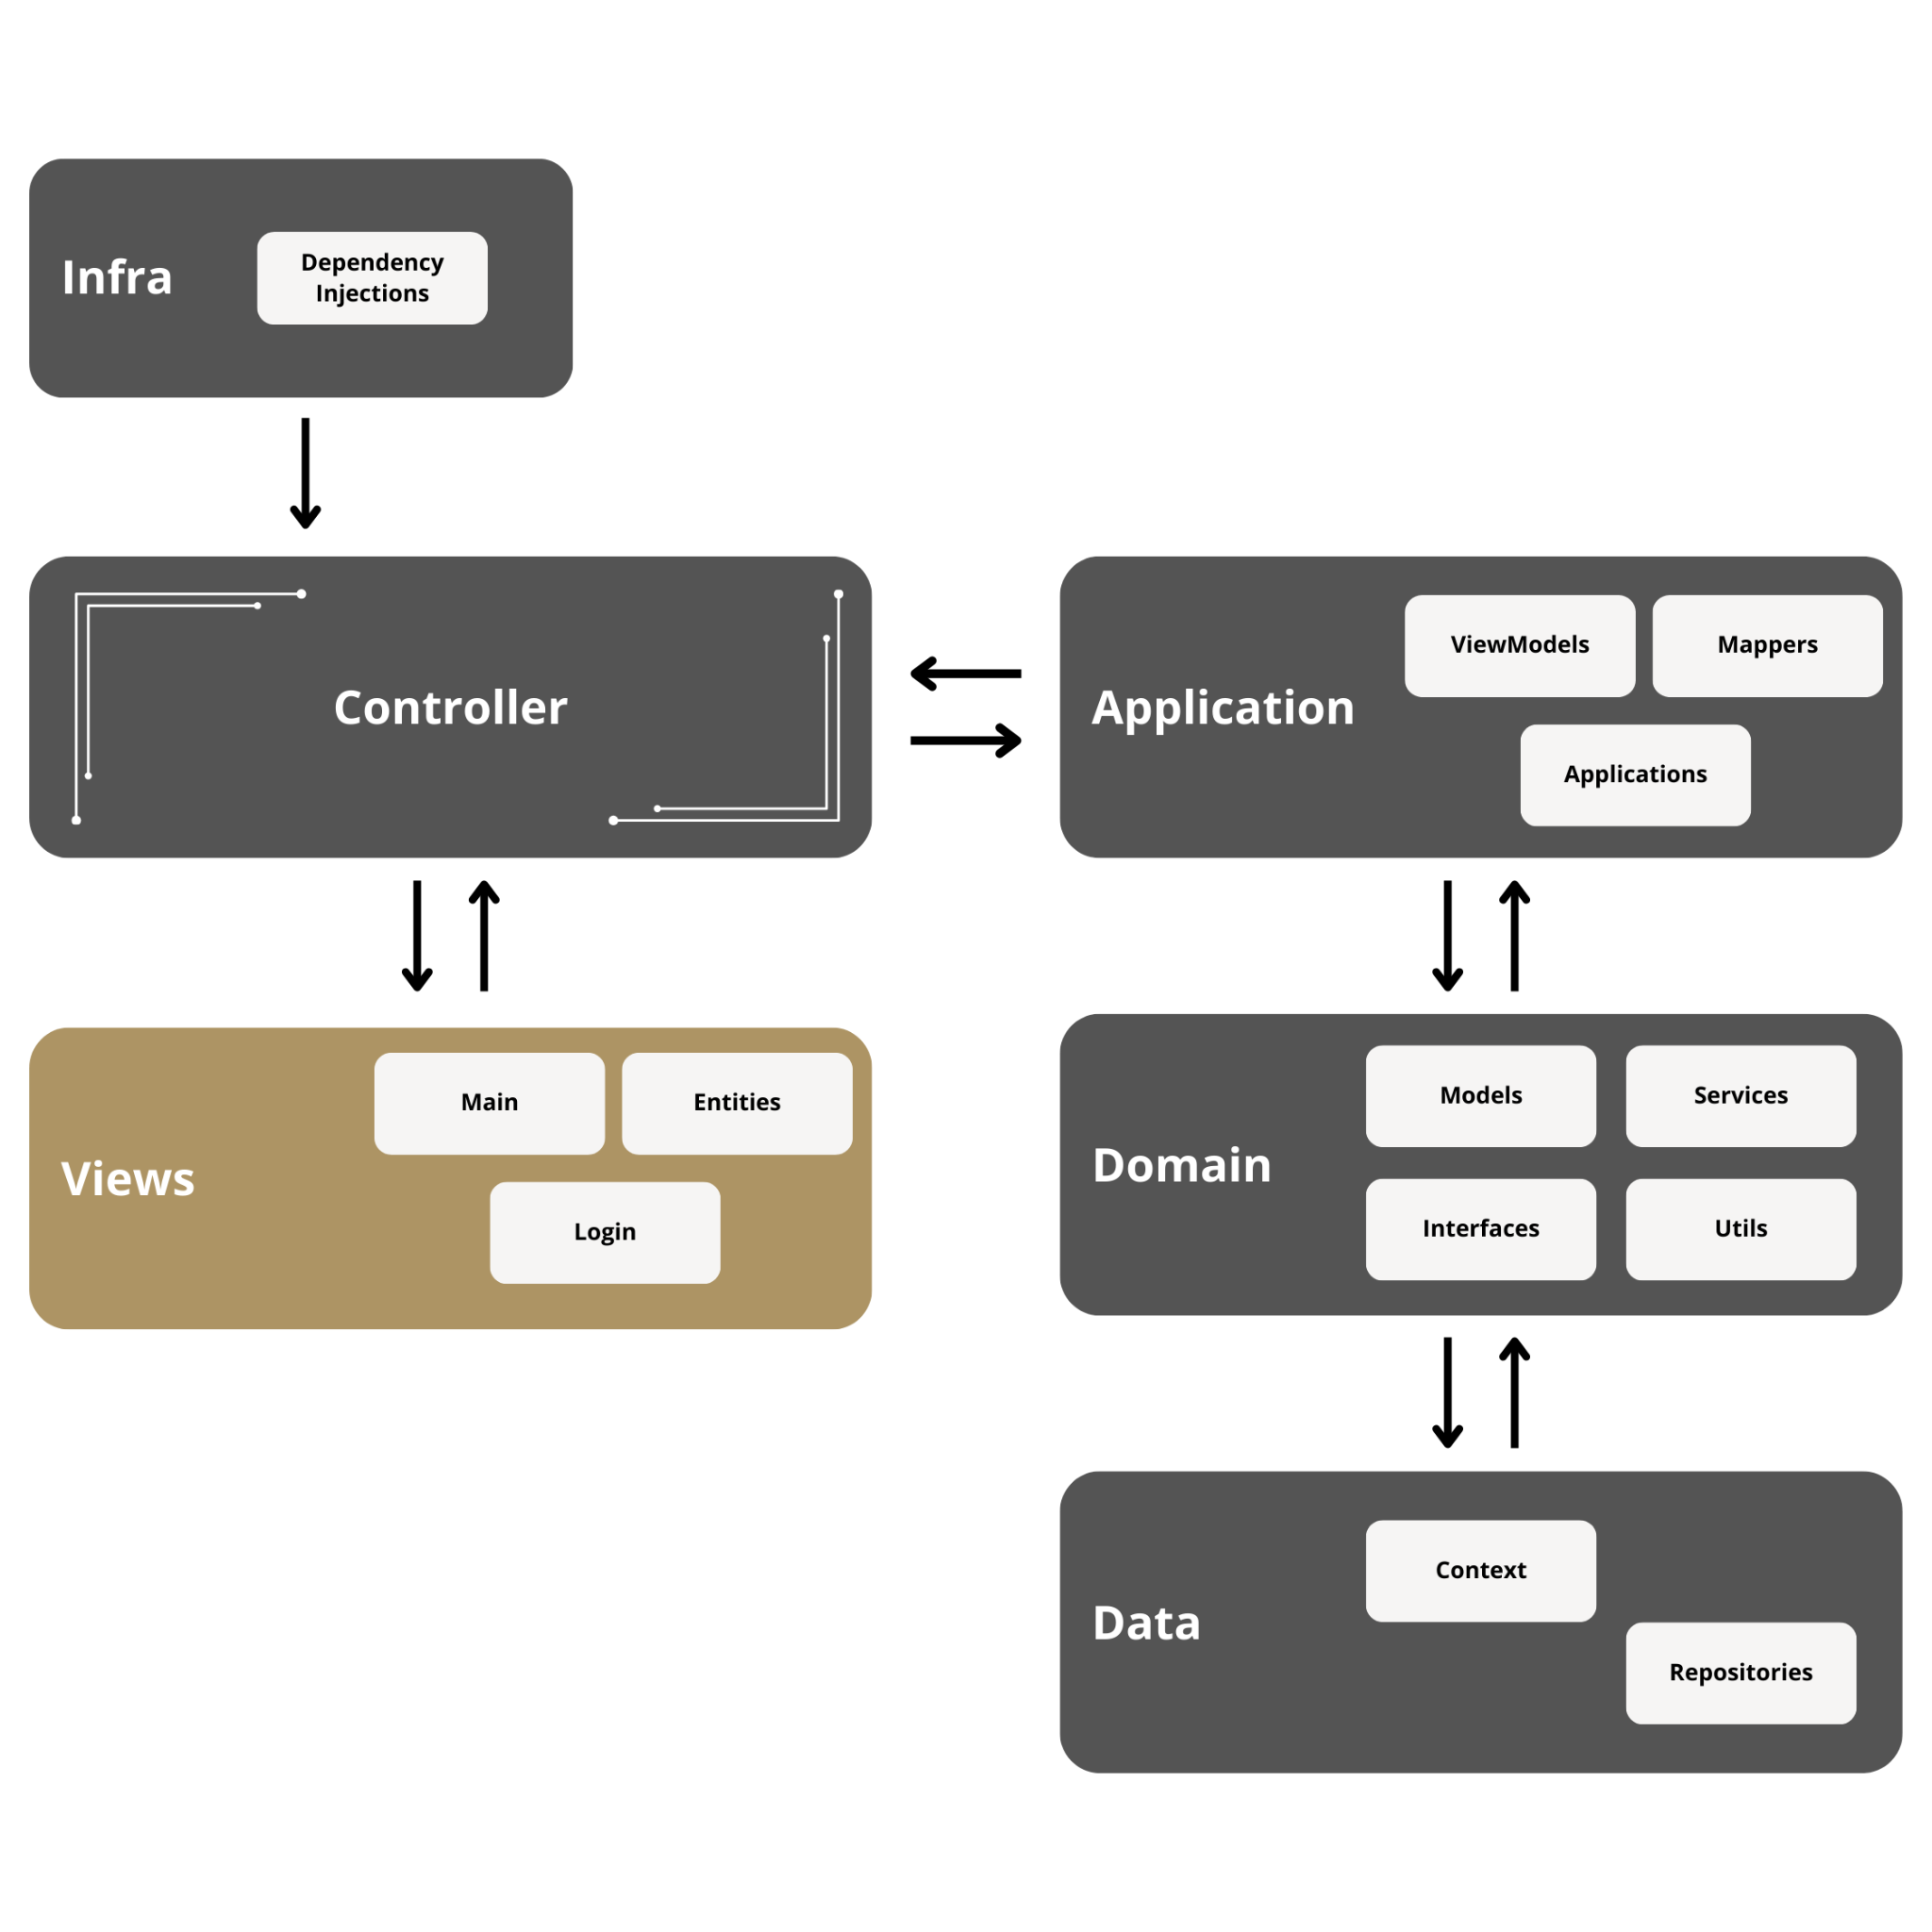 Infra
Dependency
Injections
Controller
Application
ViewModels
Mappers
Applications
Views
Main
Entities
Login
Domain
Models
Services
Interfaces
Utils
Data
Context
Repositories